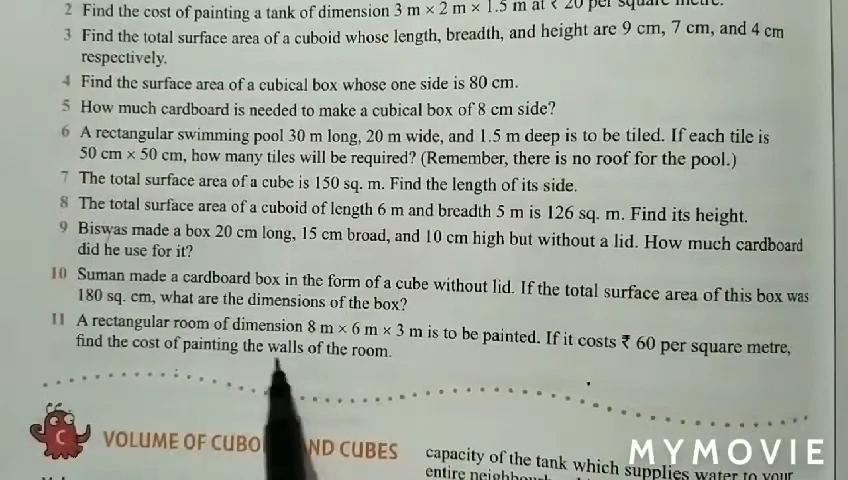 2 Find the cost of painting a tank of dimension 3 m × 2 m × 1.5 m at ₹ 20 per square metre.
3 Find the total surface area of a cuboid whose length, breadth, and height are 9 cm, 7 cm, and 4 cm
respectively.
4 Find the surface area of a cubical box whose one side is 80 cm.
5 How much cardboard is needed to make a cubical box of 8 cm side?
6 A rectangular swimming pool 30 m long, 20 m wide, and 1.5 m deep is to be tiled. If each tile is
50 cm × 50 cm, how many tiles will be required? (Remember, there is no roof for the pool.)
7 The total surface area of a cube is 150 sq. m. Find the length of its side.
8 The total surface area of a cuboid of length 6 m and breadth 5 m is 126 sq. m. Find its height.
9 Biswas made a box 20 cm long, 15 cm broad, and 10 cm high but without a lid. How much cardboard
did he use for it?
10 Suman made a cardboard box in the form of a cube without lid. If the total surface area of this box was
180 sq. cm, what are the dimensions of the box?
11 A rectangular room of dimension 8 m × 6 m × 3 m is to be painted. If it costs ₹ 60 per square metre,
find the cost of painting the walls of the room.
C VOLUME OF CUBO ND CUBES
capacity of the tank which supplies water to your
entire
MYMOVIE